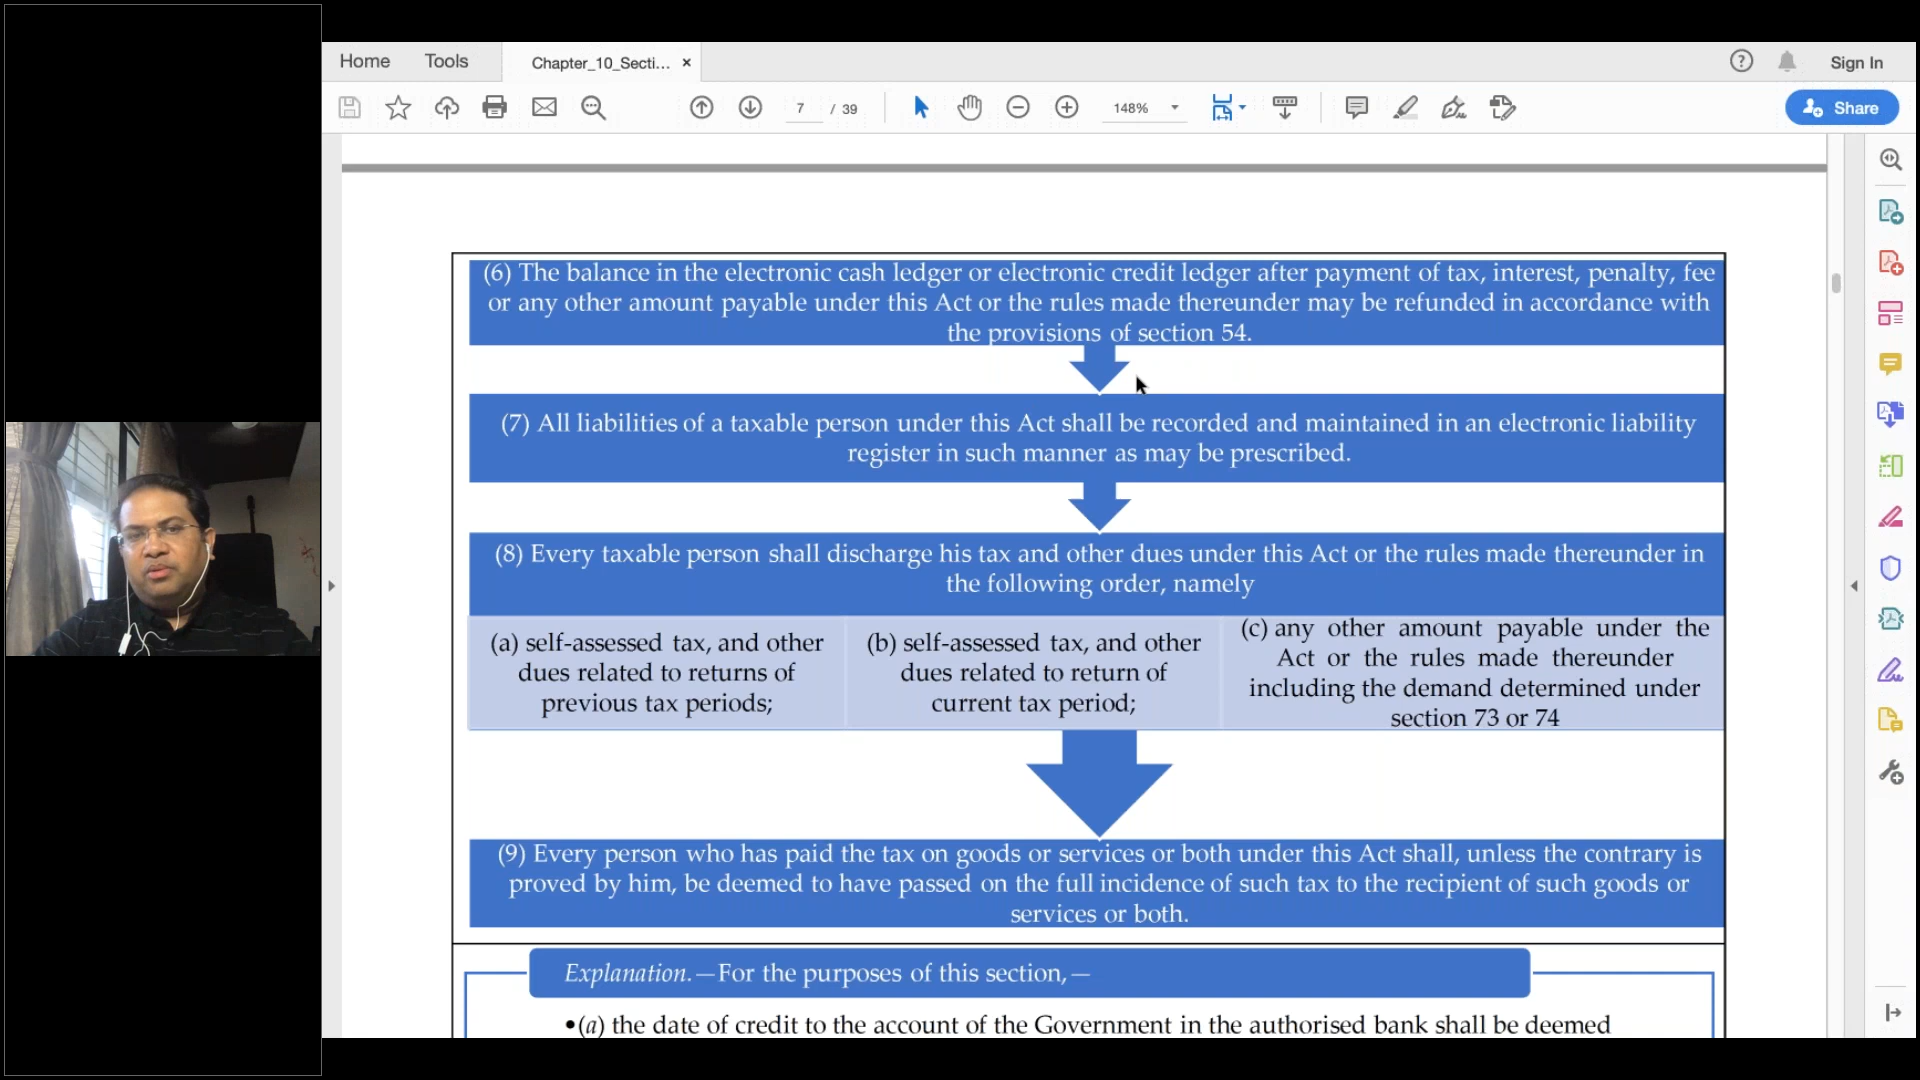 Home
Tools
Chapter_10_Secti... ×
Sign In
7 / 39
148%
Share
(6) The balance in the electronic cash ledger or electronic credit ledger after payment of tax, interest, penalty, fee
or any other amount payable under this Act or the rules made thereunder may be refunded in accordance with
the provisions of section 54.
(7) All liabilities of a taxable person under this Act shall be recorded and maintained in an electronic liability
register in such manner as may be prescribed.
(8) Every taxable person shall discharge his tax and other dues under this Act or the rules made thereunder in
the following order, namely
(a) self-assessed tax, and other
dues related to returns of
previous tax periods;
(b) self-assessed tax, and other
dues related to return of
current tax period;
(c) any other amount payable under the
Act or the rules made thereunder
including the demand determined under
section 73 or 74
(9) Every person who has paid the tax on goods or services or both under this Act shall, unless the contrary is
proved by him, be deemed to have passed on the full incidence of such tax to the recipient of such goods or
services or both.
Explanation.—For the purposes of this section,—
•(a) the date of credit to the account of the Government in the authorised bank shall be deemed